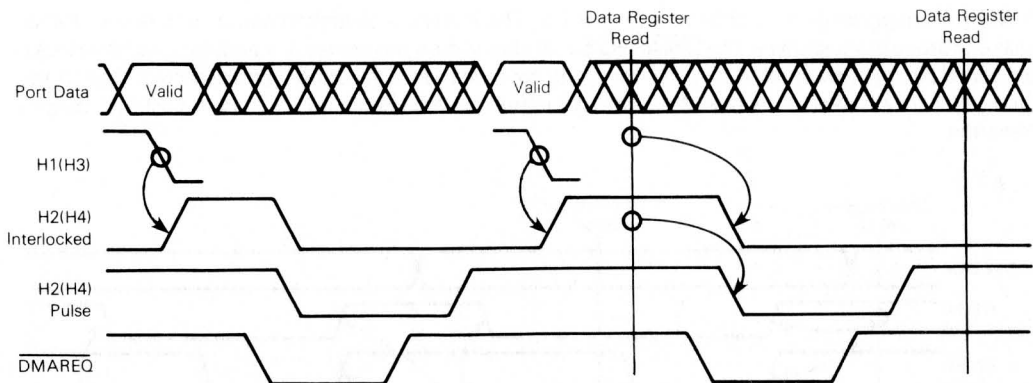 Data Register
Read
Data Register
Read
Port Data
Valid
Valid
H1(H3)
H2(H4)
Interlocked
H2(H4)
Pulse
DMAREQ